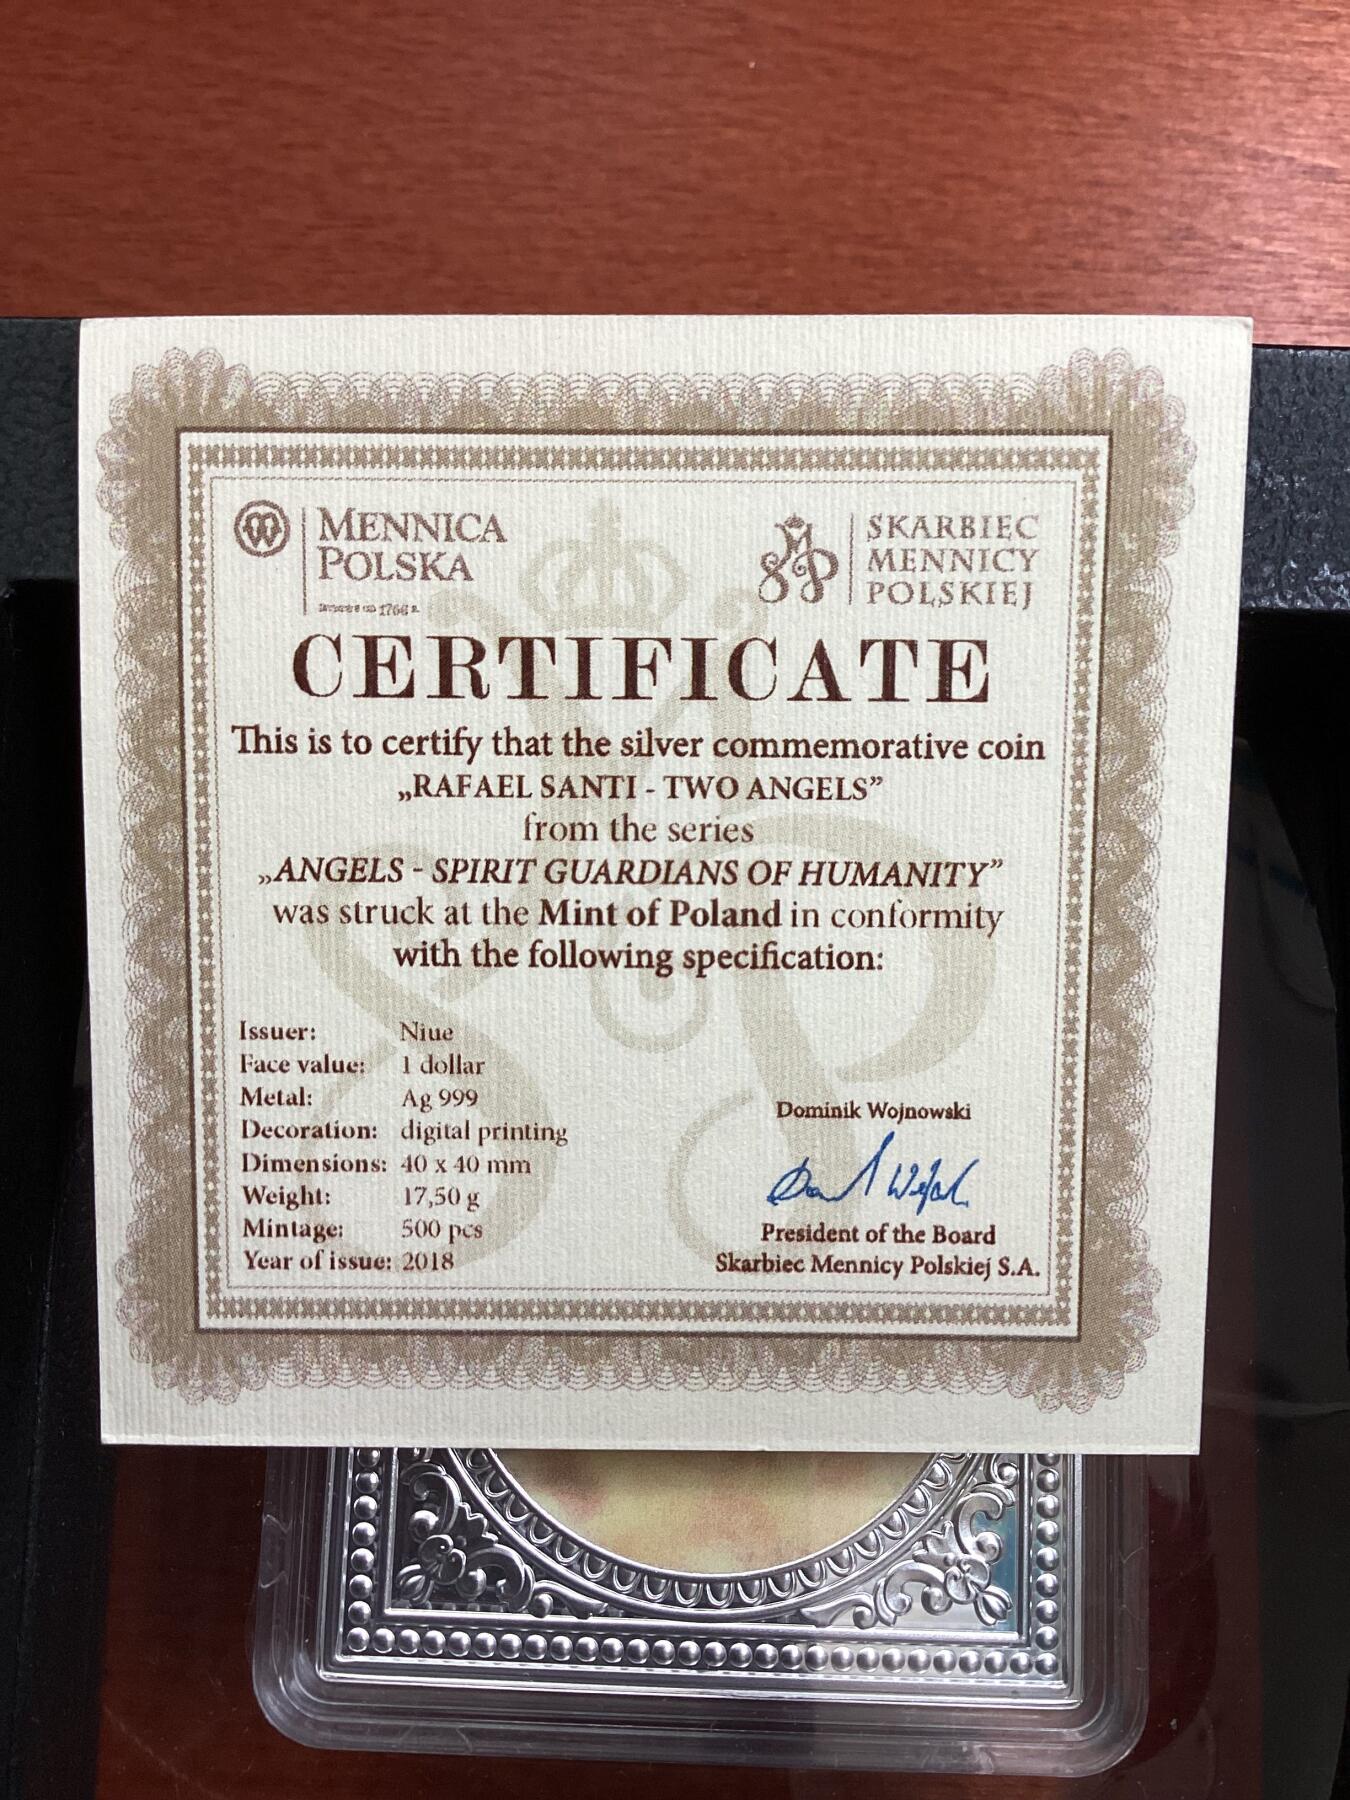 MENNICA
POLSKA
1766 R.
SKARBIEC
MENNICY
POLSKIEJ
CERTIFICATE
This is to certify that the silver commemorative coin
„RAFAEL SANTI - TWO ANGELS”
from the series
„ANGELS - SPIRIT GUARDIANS OF HUMANITY”
was struck at the Mint of Poland in conformity
with the following specification:
Issuer: Niue
Face value: 1 dollar
Metal: Ag 999
Decoration: digital printing
Dimensions: 40 x 40 mm
Weight: 17,50 g
Mintage: 500 pcs
Year of issue: 2018
Dominik Wojnowski
President of the Board
Skarbiec Mennicy Polskiej S.A.